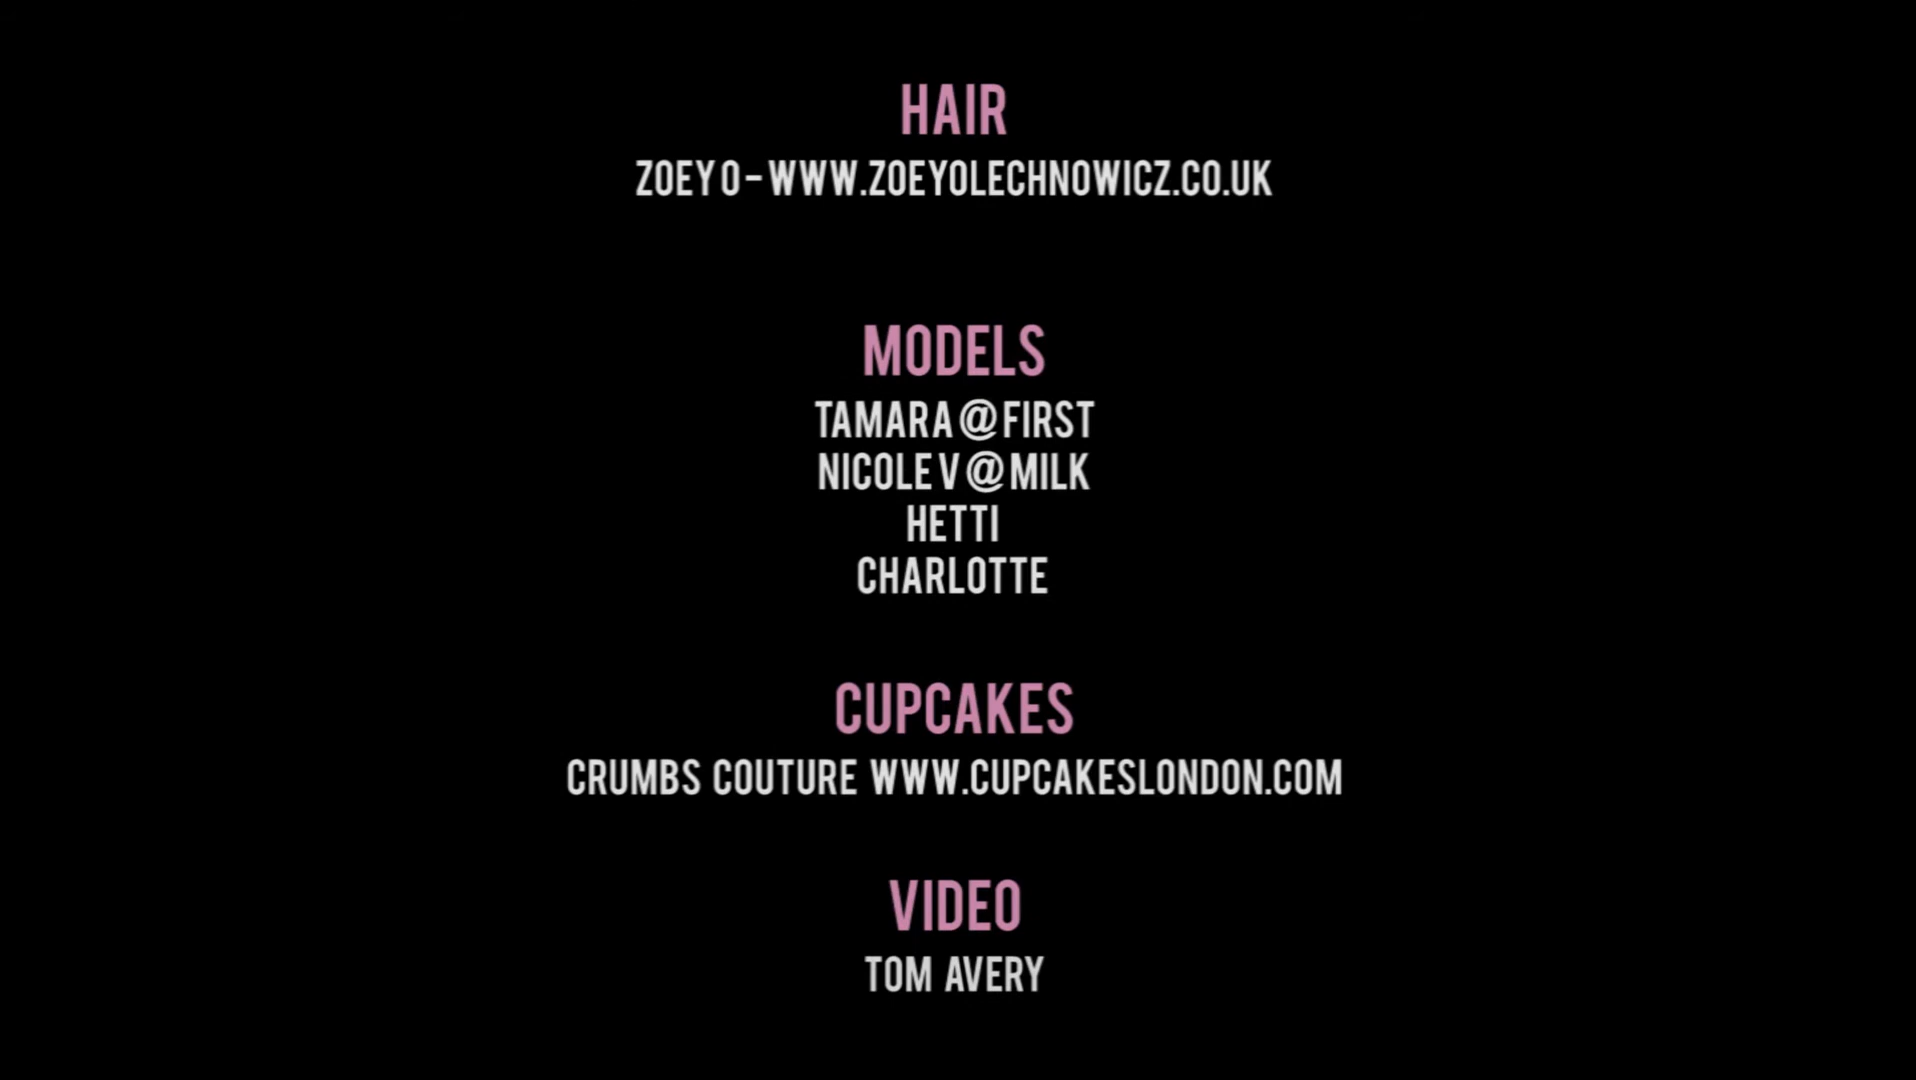 HAIR
ZOEY O - WWW.ZOEYOLECHNOWICZ.CO.UK
MODELS
TAMARA @ FIRST
NICOLE V @ MILK
HETTI
CHARLOTTE
CUPCAKES
CRUMBS COUTURE WWW.CUPCAKESLONDON.COM
VIDEO
TOM AVERY